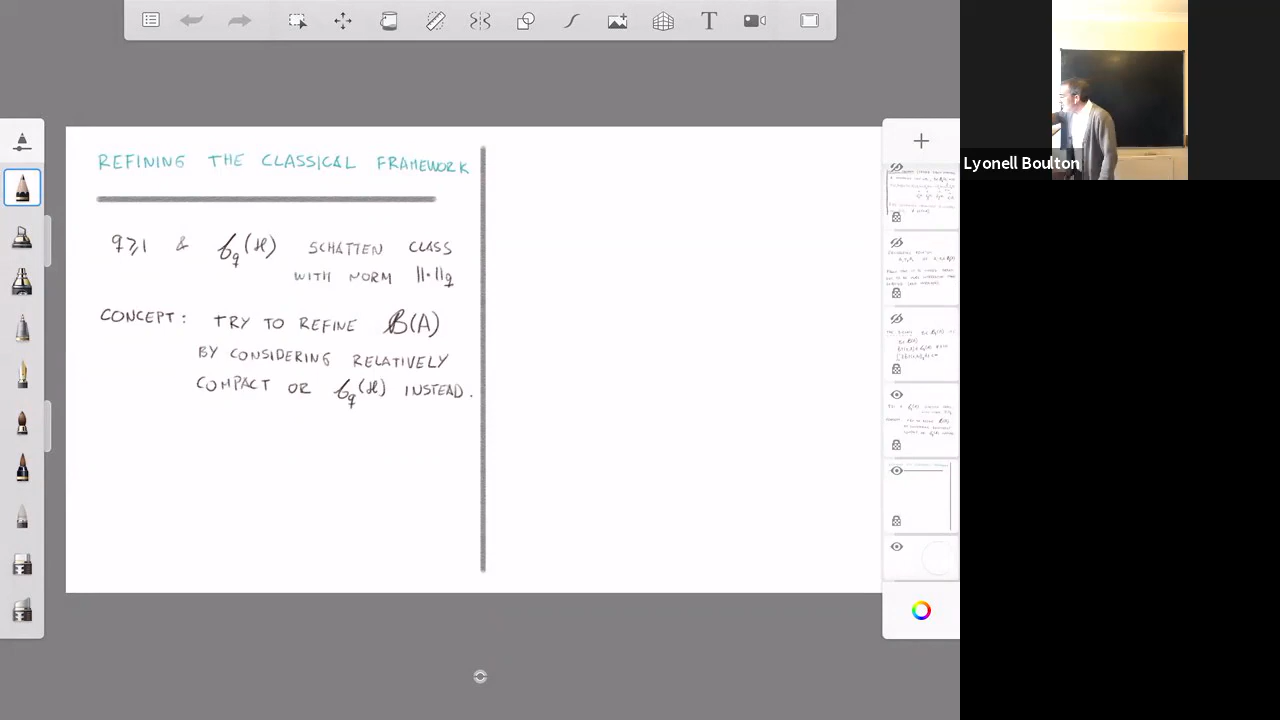 REFINING THE CLASSICAL FRAMEWORK
q ≥ 1 & 𝒞q(ℋ) SCHATTEN CLASS
WITH NORM ||·||q
CONCEPT: TRY TO REFINE ℬ(A)
BY CONSIDERING RELATIVELY
COMPACT OR 𝒞q(ℋ) INSTEAD.
Lyonell Boulton